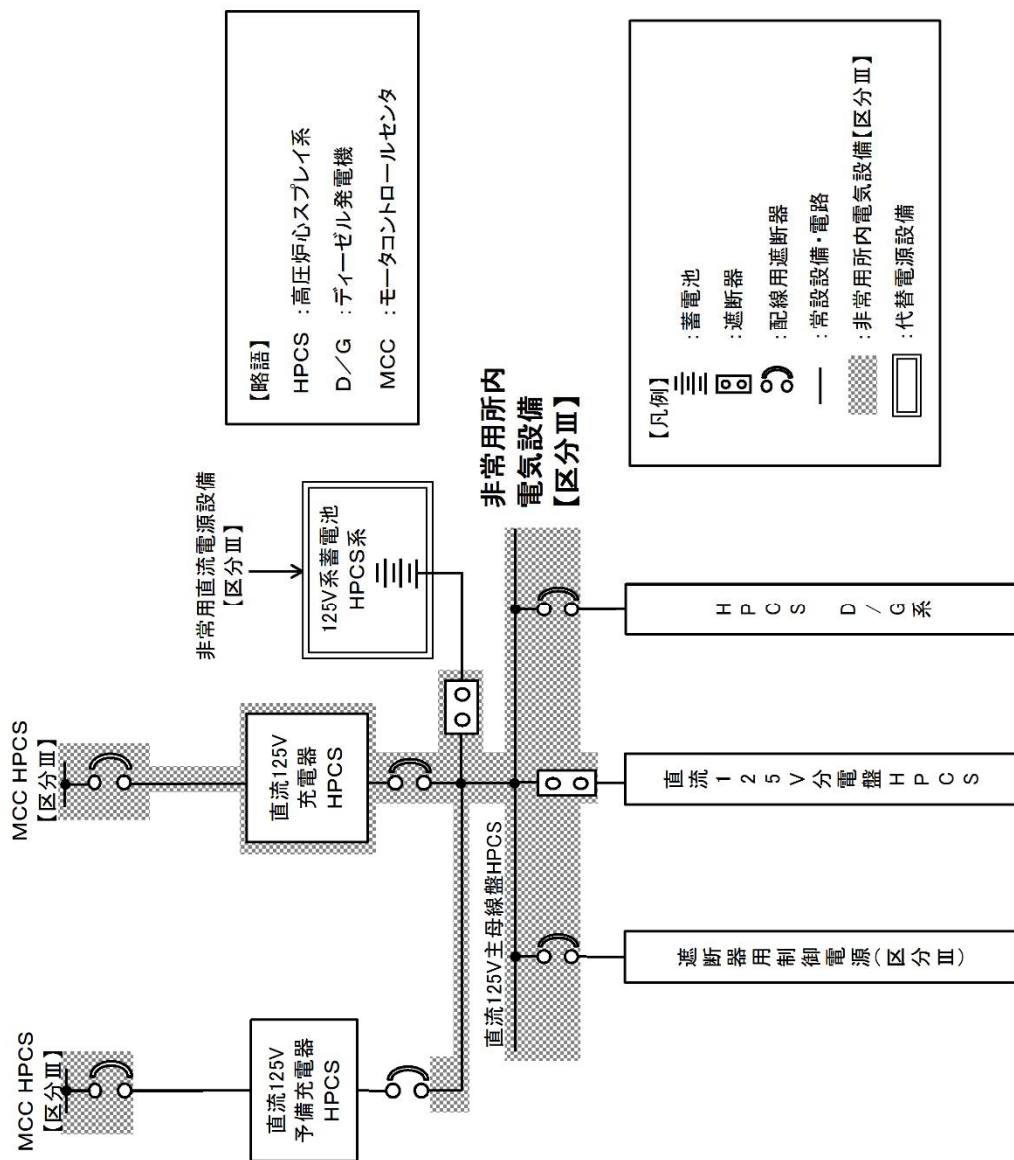 MCC HPCS
【区分Ⅲ】
MCC HPCS
【区分Ⅲ】
直流125V
予備充電器
HPCS
直流125V
充電器
HPCS
非常用直流電源設備
【区分Ⅲ】
125V系蓄電池
HPCS系
直流125V主母線盤HPCS
非常用所内
電気設備
【区分Ⅲ】
遮断器用制御電源(区分Ⅲ)
直流125V分電盤HPCS
HPCS D/G系
【略語】
HPCS :高圧炉心スプレイ系
D/G :ディーゼル発電機
MCC :モータコントロールセンタ
【凡例】
:蓄電池
:遮断器
:配線用遮断器
:常設設備・電路
:非常用所内電気設備【区分Ⅲ】
:代替電源設備